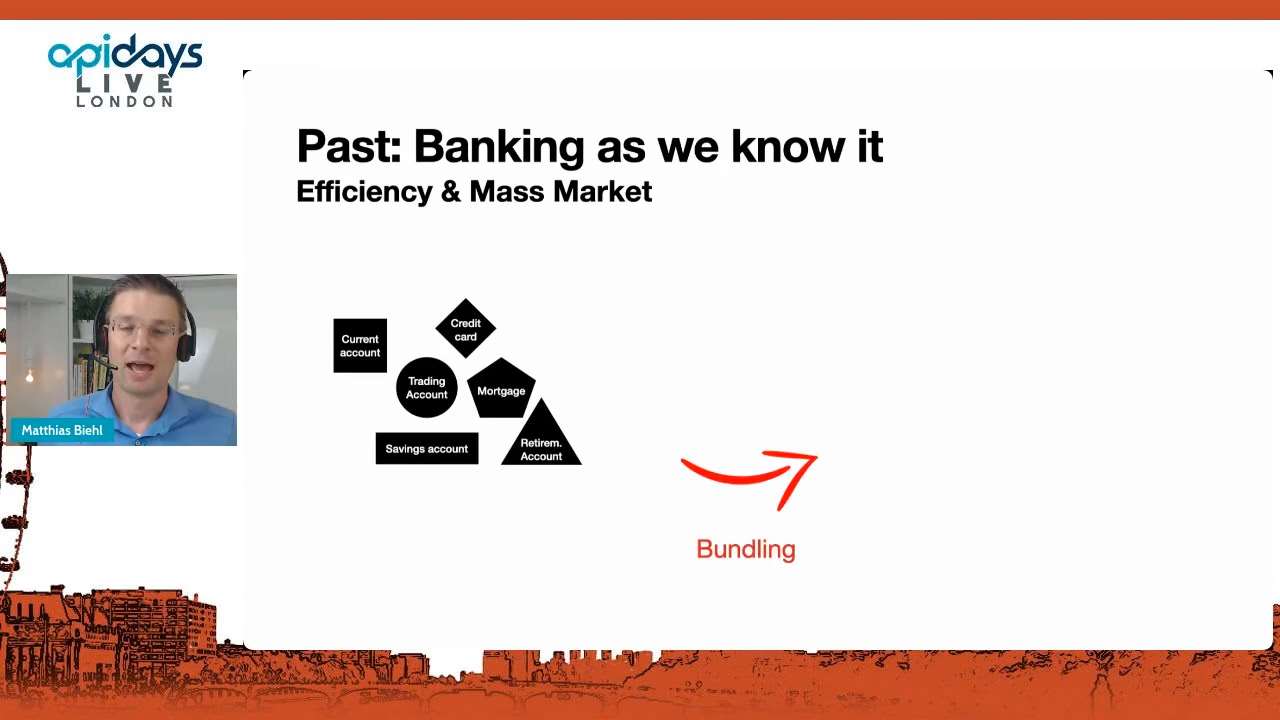 apidays
LIVE
LONDON
Past: Banking as we know it
Efficiency & Mass Market
Current
account
Credit
card
Trading
Account
Mortgage
Savings account
Retirem.
Account
Bundling
Matthias Biehl